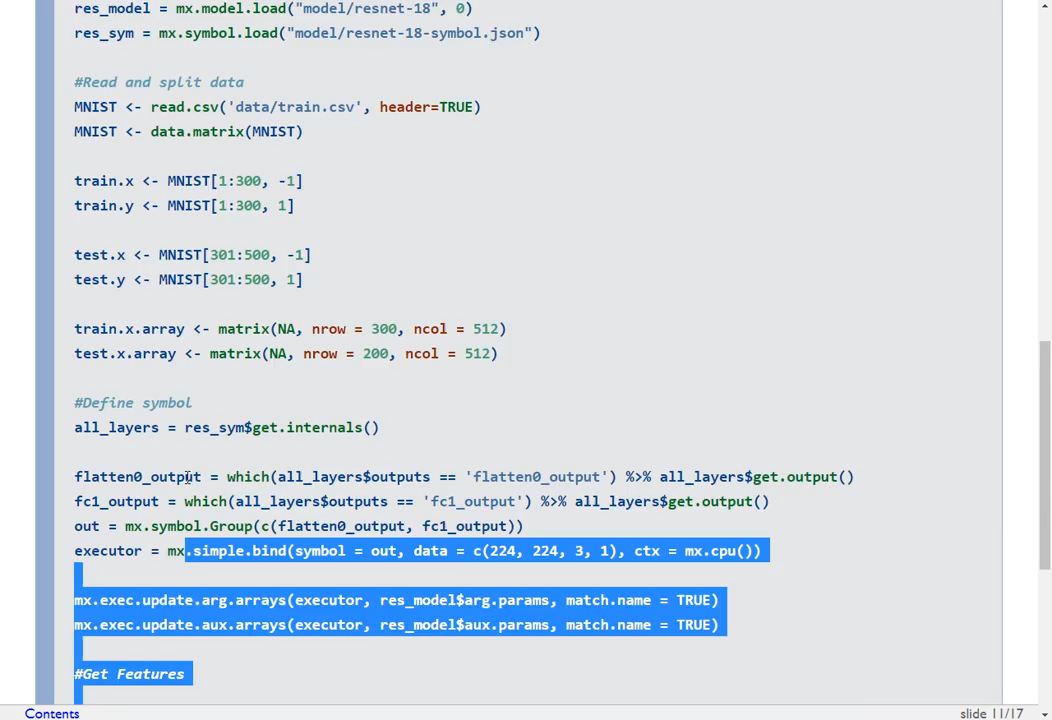 res_model = mx.model.load("model/resnet-18", 0)
res_sym = mx.symbol.load("model/resnet-18-symbol.json")
#Read and split data
MNIST <- read.csv('data/train.csv', header=TRUE)
MNIST <- data.matrix(MNIST)
train.x <- MNIST[1:300, -1]
train.y <- MNIST[1:300, 1]
test.x <- MNIST[301:500, -1]
test.y <- MNIST[301:500, 1]
train.x.array <- matrix(NA, nrow = 300, ncol = 512)
test.x.array <- matrix(NA, nrow = 200, ncol = 512)
#Define symbol
all_layers = res_sym$get.internals()
flatten0_output = which(all_layers$outputs == 'flatten0_output') %>% all_layers$get.output()
fc1_output = which(all_layers$outputs == 'fc1_output') %>% all_layers$get.output()
out = mx.symbol.Group(c(flatten0_output, fc1_output))
executor = mx.simple.bind(symbol = out, data = c(224, 224, 3, 1), ctx = mx.cpu())
mx.exec.update.arg.arrays(executor, res_model$arg.params, match.name = TRUE)
mx.exec.update.aux.arrays(executor, res_model$aux.params, match.name = TRUE)
#Get Features
Contents
slide 11/17